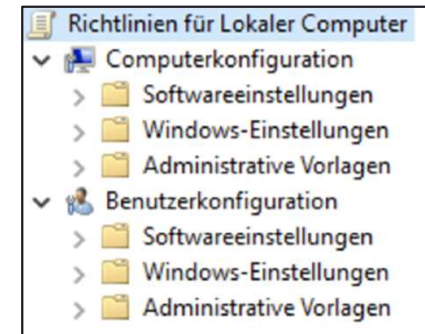 Richtlinien für Lokaler Computer
Computerkonfiguration
Softwareeinstellungen
Windows-Einstellungen
Administrative Vorlagen
Benutzerkonfiguration
Softwareeinstellungen
Windows-Einstellungen
Administrative Vorlagen